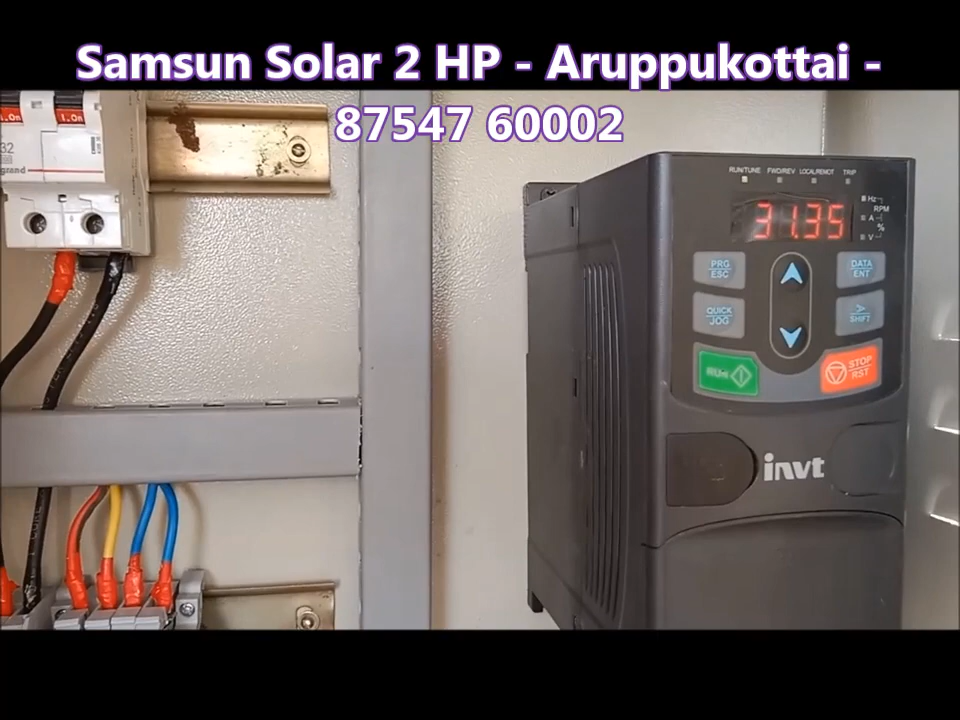 Samsun Solar 2 HP - Aruppukottai -
87547 60002
I.On I.On
32
grand
RUN/TUNE FWD/REV LOCAL/REMOT TRIP
31.35
Hz
RPM
A
%
V
PRG
ESC
DATA
ENT
QUICK
JOG
SHIFT
RUN
STOP
RST
invt